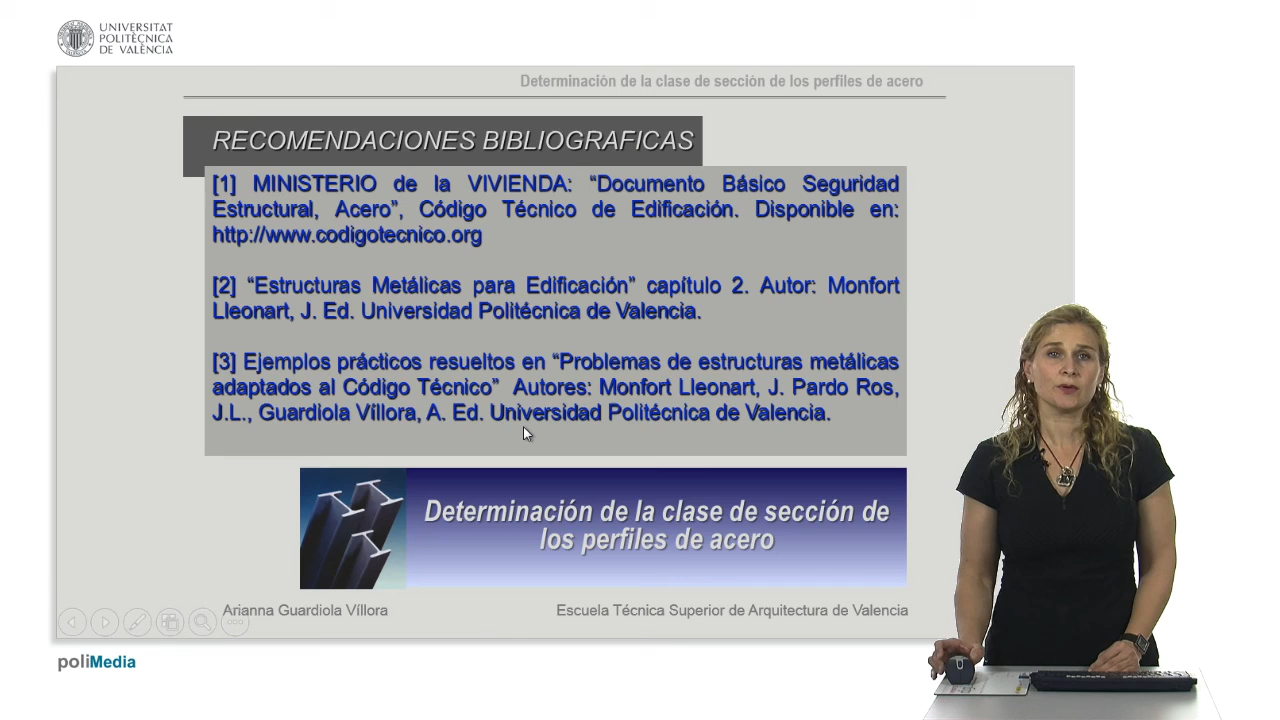 UNIVERSITAT
POLITÈCNICA
DE VALÈNCIA
Determinación de la clase de sección de los perfiles de acero
RECOMENDACIONES BIBLIOGRAFICAS
[1] MINISTERIO de la VIVIENDA: “Documento Básico Seguridad
Estructural, Acero”, Código Técnico de Edificación. Disponible en:
http://www.codigotecnico.org
[2] “Estructuras Metálicas para Edificación” capítulo 2. Autor: Monfort
Lleonart, J. Ed. Universidad Politécnica de Valencia.
[3] Ejemplos prácticos resueltos en “Problemas de estructuras metálicas
adaptados al Código Técnico” Autores: Monfort Lleonart, J. Pardo Ros,
J.L., Guardiola Víllora, A. Ed. Universidad Politécnica de Valencia.
Determinación de la clase de sección de
los perfiles de acero
Arianna Guardiola Víllora
Escuela Técnica Superior de Arquitectura de Valencia
poliMedia